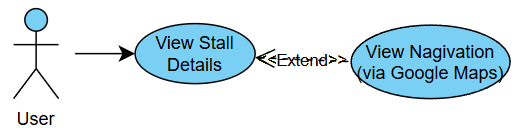 View Stall
Details
<<Extend>>
View Nagivation
(via Google Maps)
User